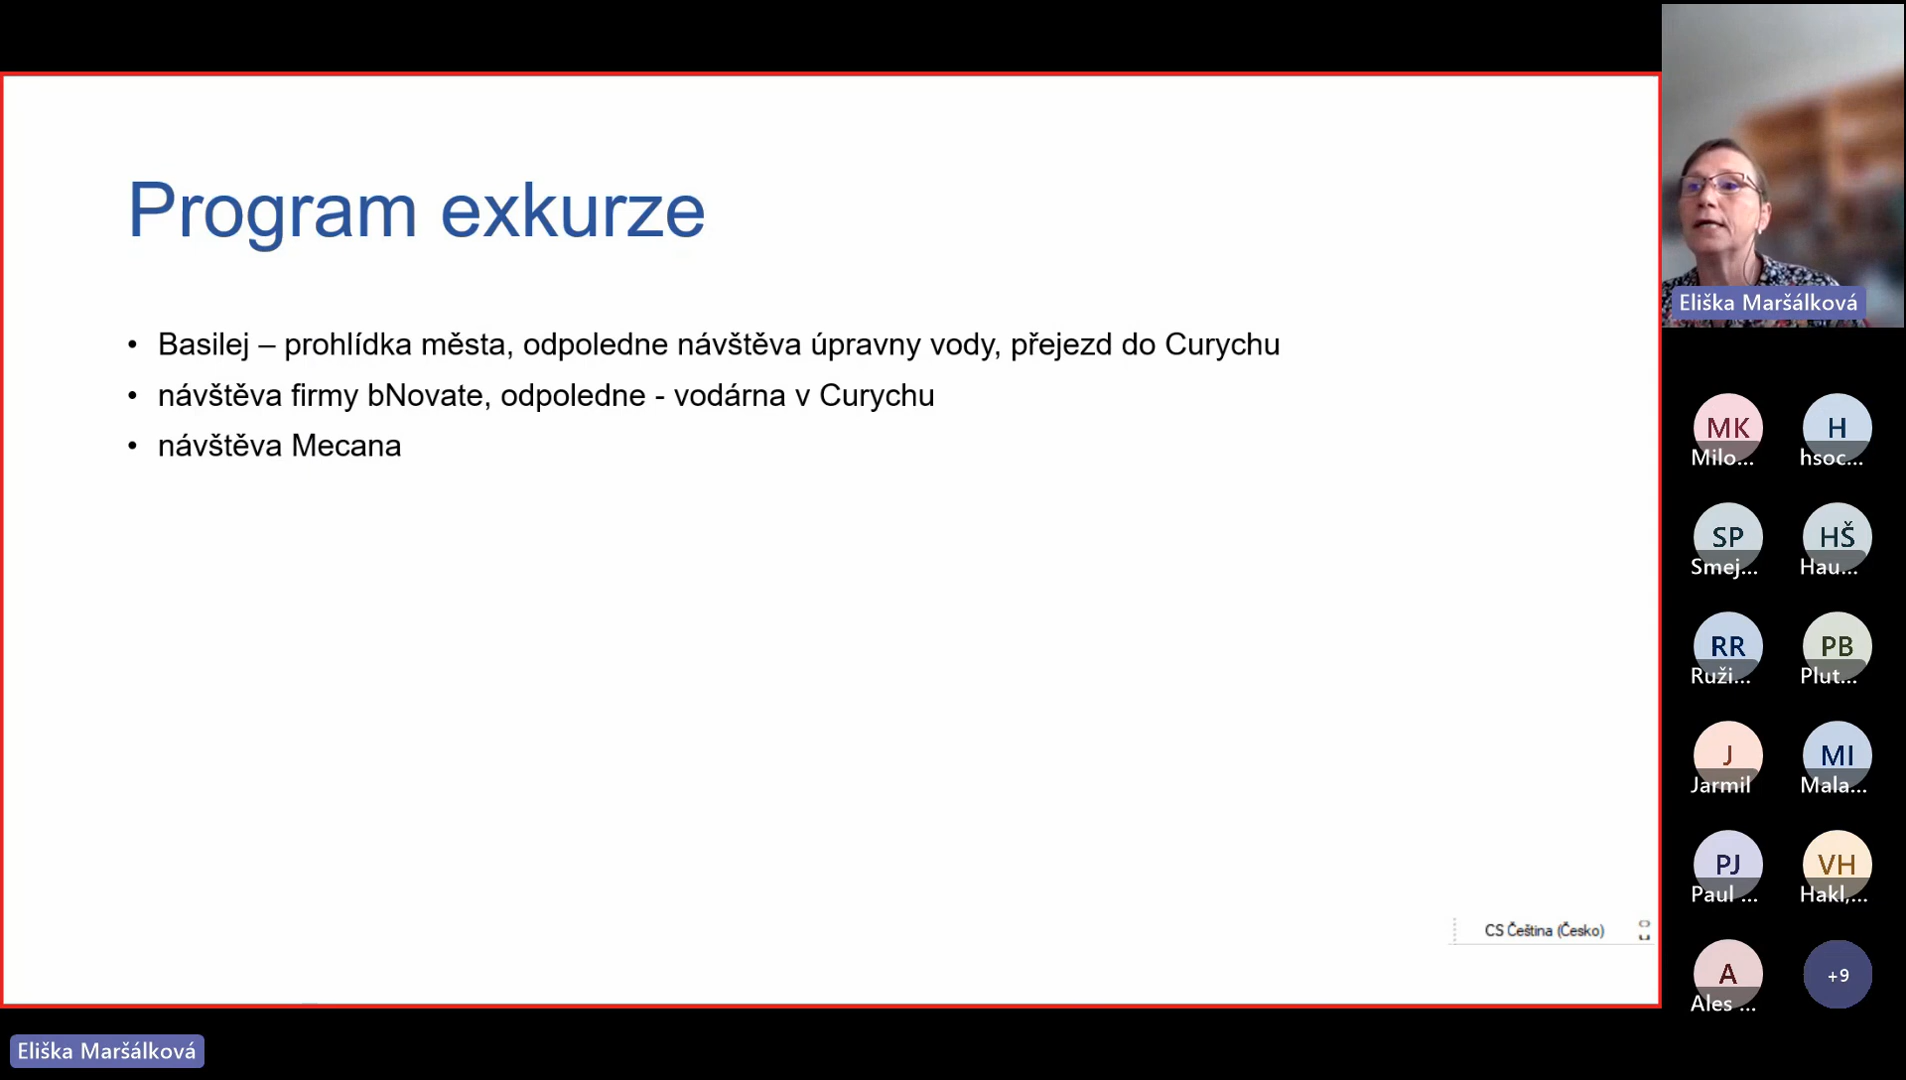 Program exkurze
• Basilej – prohlídka města, odpoledne návštěva úpravny vody, přejezd do Curychu
• návštěva firmy bNovate, odpoledne - vodárna v Curychu
• návštěva Mecana
CS Čeština (Česko)
Eliška Maršálková
Eliška Maršálková
MK
Milo...
H
hsoc...
SP
Smej...
HŠ
Hau...
RR
Ruži...
PB
Plut...
J
Jarmil
MI
Mala...
PJ
Paul ...
VH
Hakl,...
A
Ales ...
+9